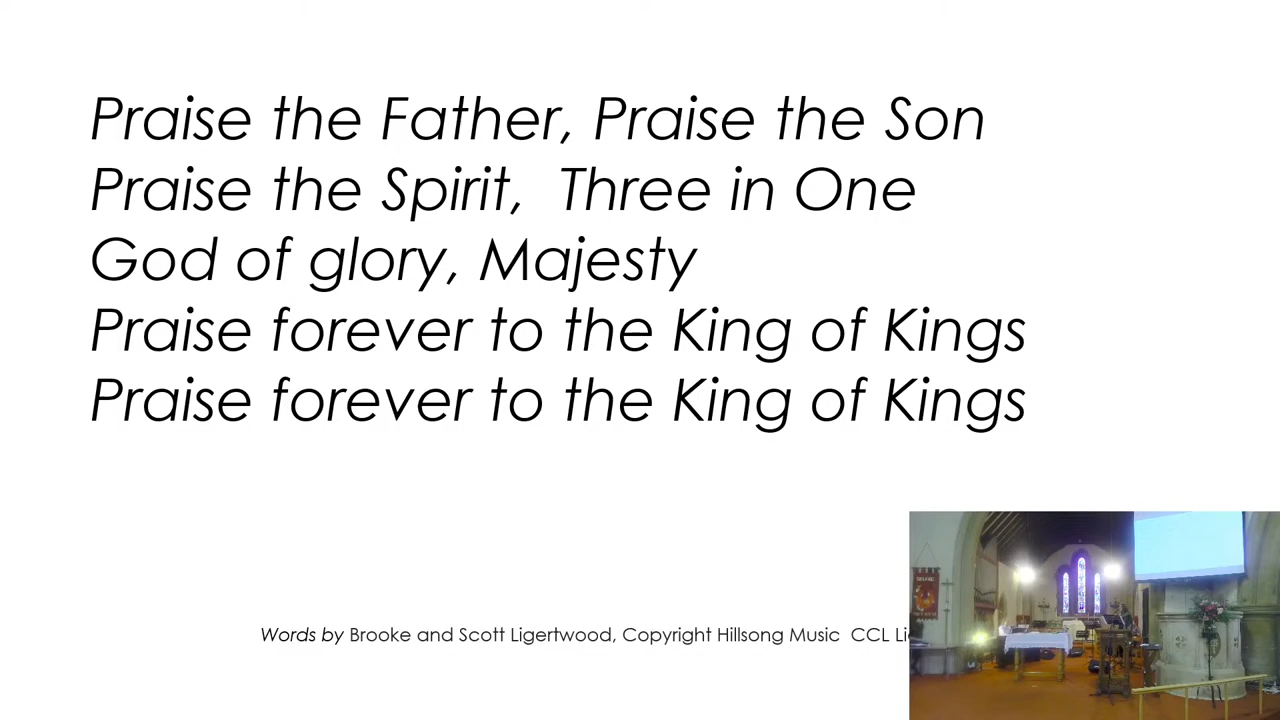 Praise the Father, Praise the Son
Praise the Spirit, Three in One
God of glory, Majesty
Praise forever to the King of Kings
Praise forever to the King of Kings
Words by Brooke and Scott Ligertwood, Copyright Hillsong Music CCL